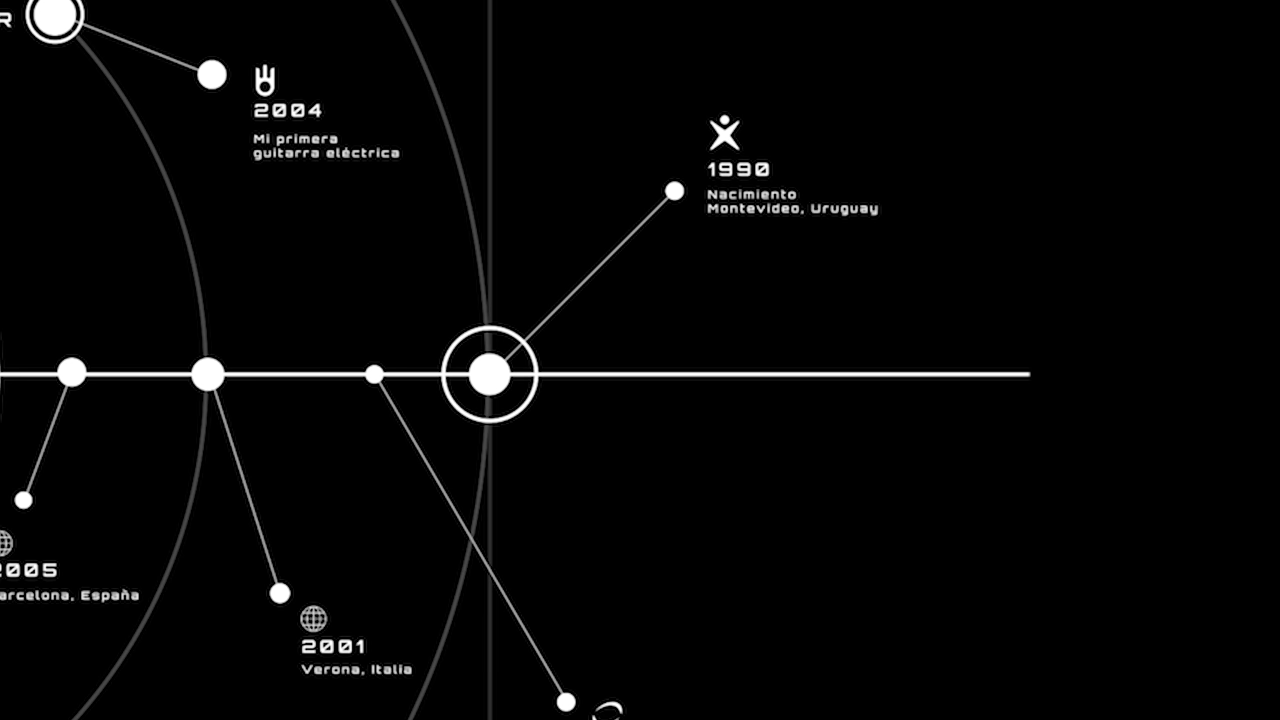 R
2004
Mi primera
guitarra eléctrica
1990
Nacimiento
Montevideo, Uruguay
2005
arcelona, España
2001
Verona, Italia